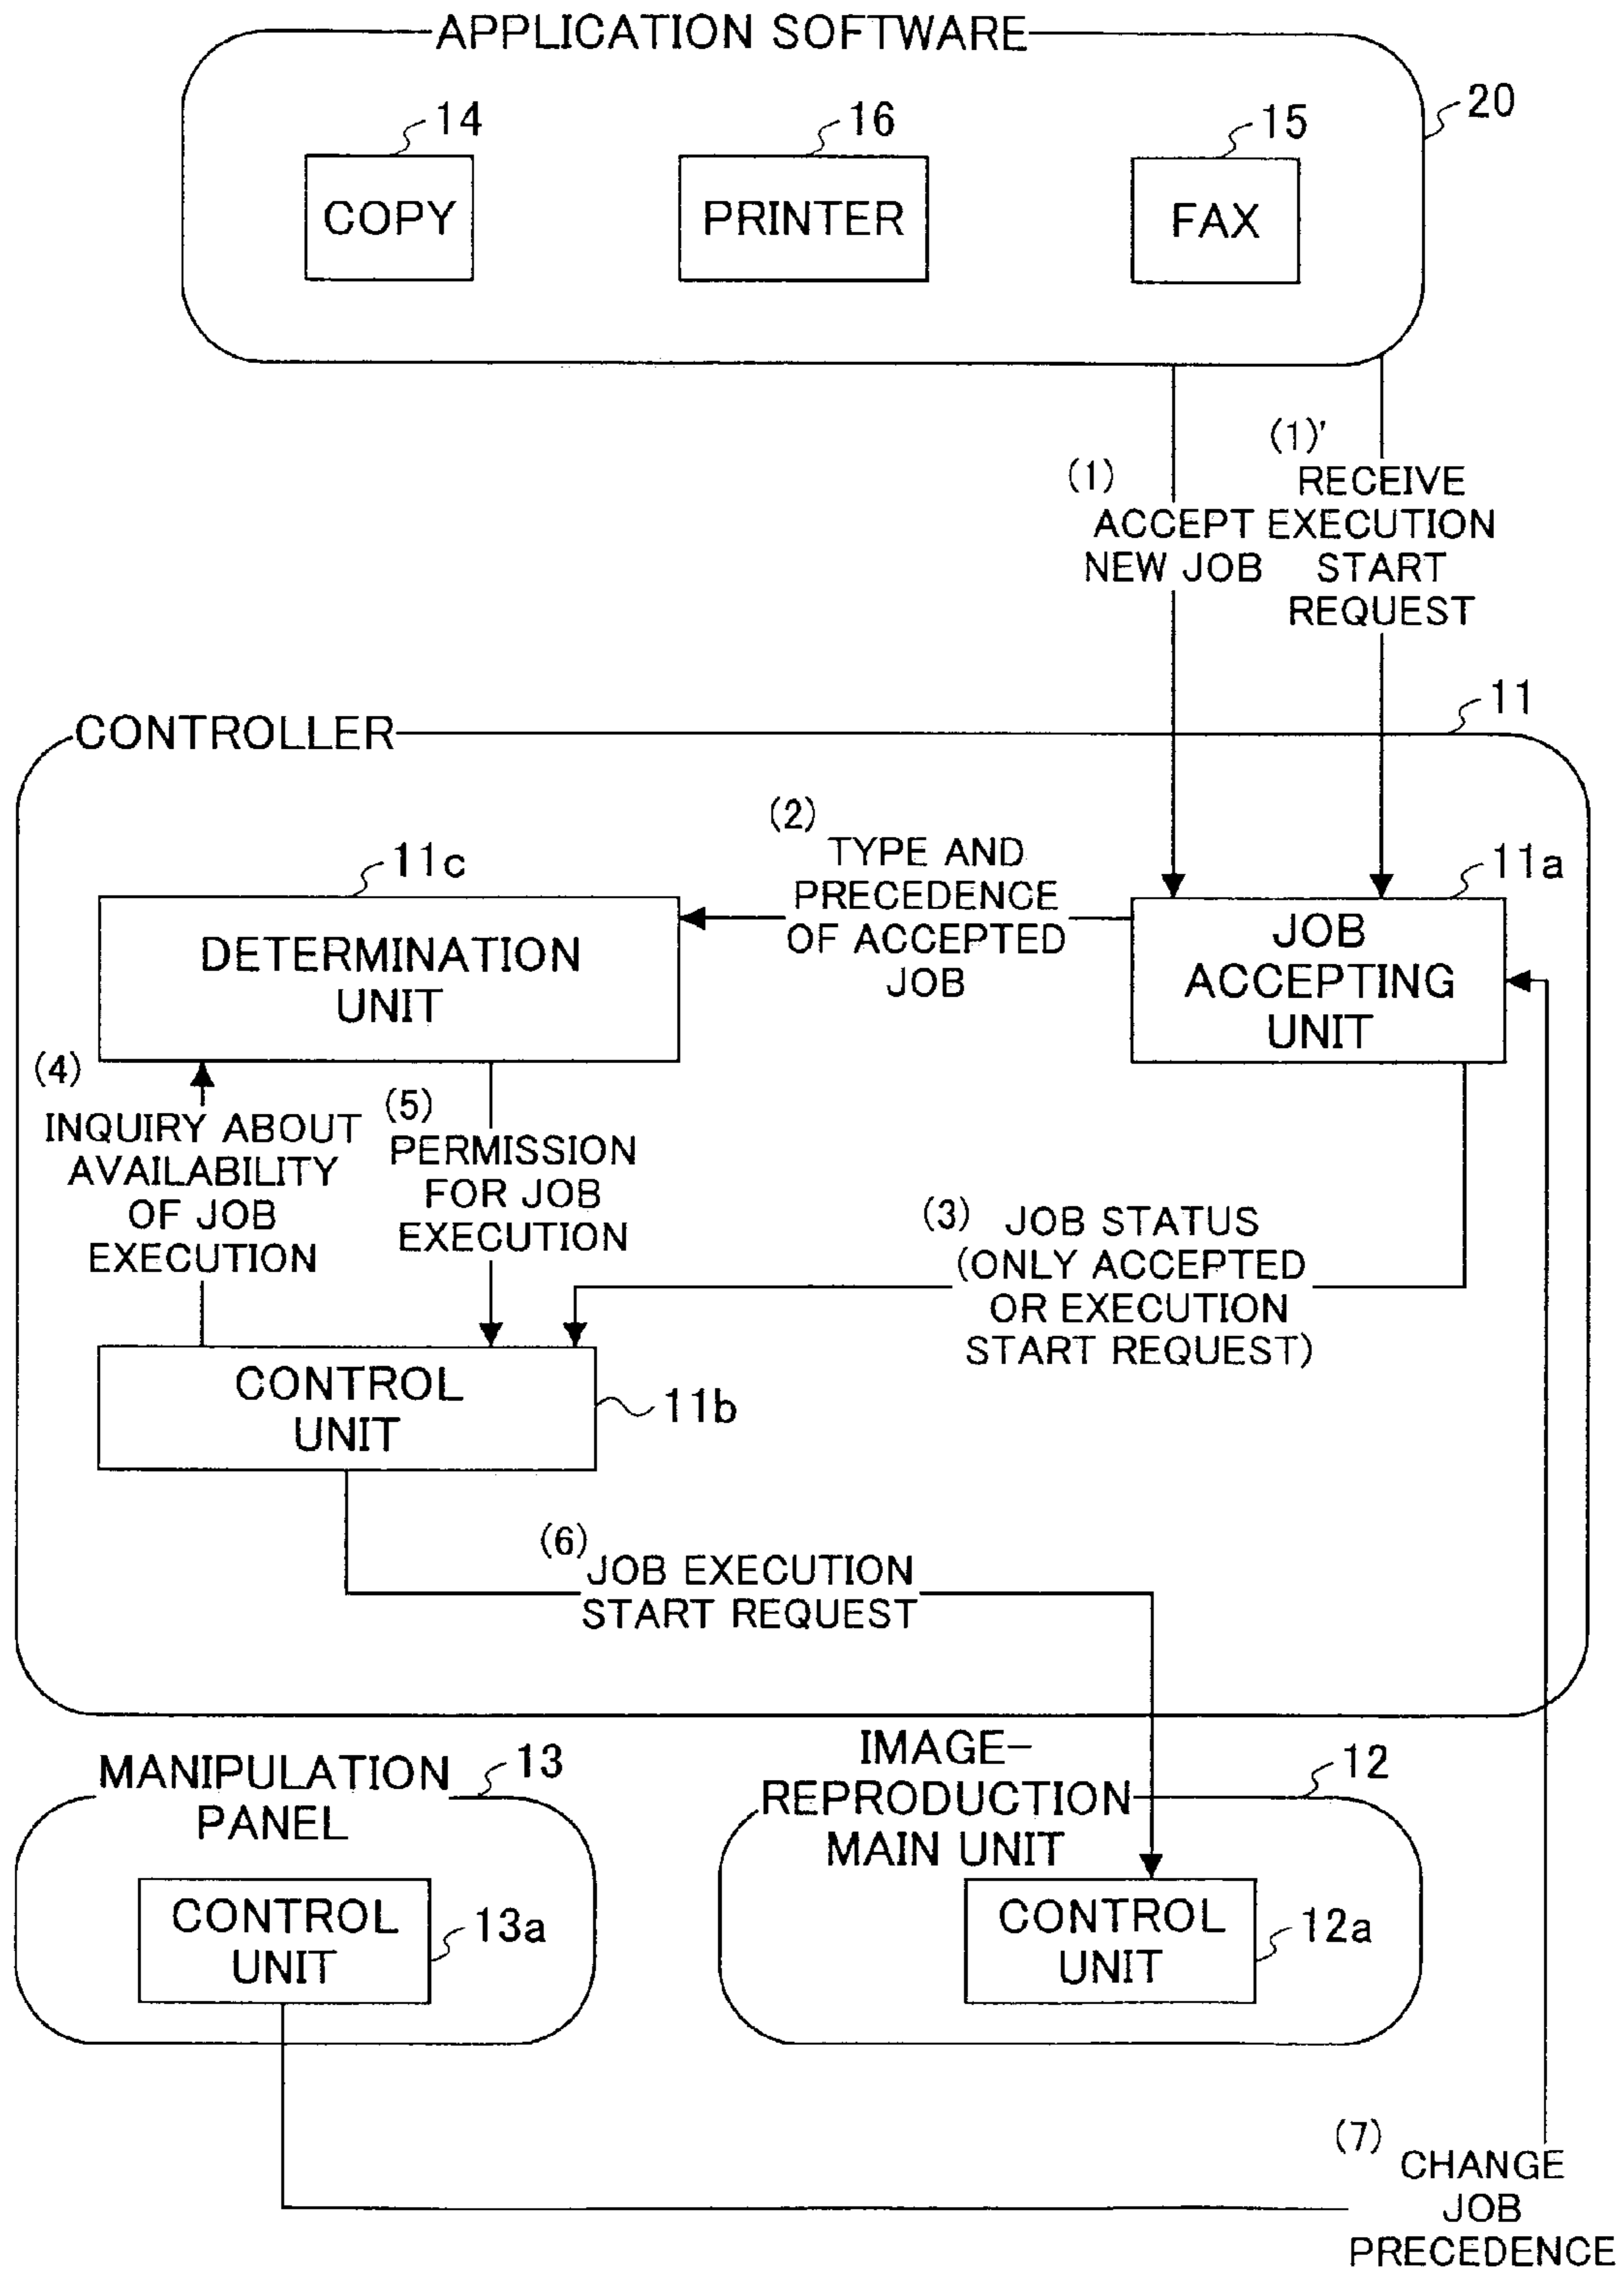 APPLICATION SOFTWARE
20
14
16
15
COPY
PRINTER
FAX
(1)
ACCEPT
NEW JOB
(1)'
RECEIVE
EXECUTION
START
REQUEST
11
CONTROLLER
(2)
TYPE AND
PRECEDENCE
OF ACCEPTED
JOB
11c
DETERMINATION
UNIT
11a
JOB
ACCEPTING
UNIT
(4)
INQUIRY ABOUT
AVAILABILITY
OF JOB
EXECUTION
(5)
PERMISSION
FOR JOB
EXECUTION
(3) JOB STATUS
(ONLY ACCEPTED
OR EXECUTION
START REQUEST)
CONTROL
UNIT
11b
(6)
JOB EXECUTION
START REQUEST
MANIPULATION
PANEL
13
CONTROL
UNIT
13a
IMAGE-
REPRODUCTION
MAIN UNIT
12
CONTROL
UNIT
12a
(7)
CHANGE
JOB
PRECEDENCE